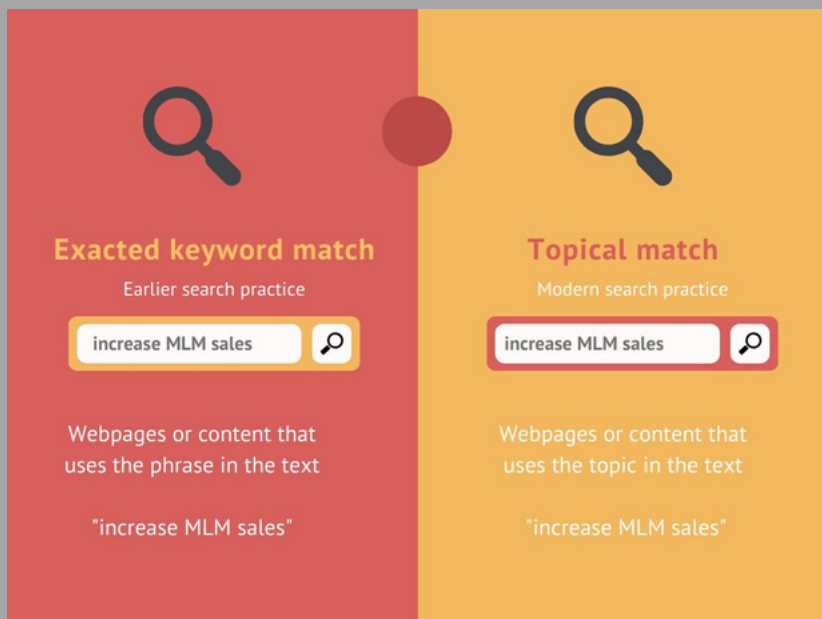 Exacted keyword match
Earlier search practice
increase MLM sales
Webpages or content that
uses the phrase in the text
"increase MLM sales"
Topical match
Modern search practice
increase MLM sales
Webpages or content that
uses the topic in the text
"increase MLM sales"